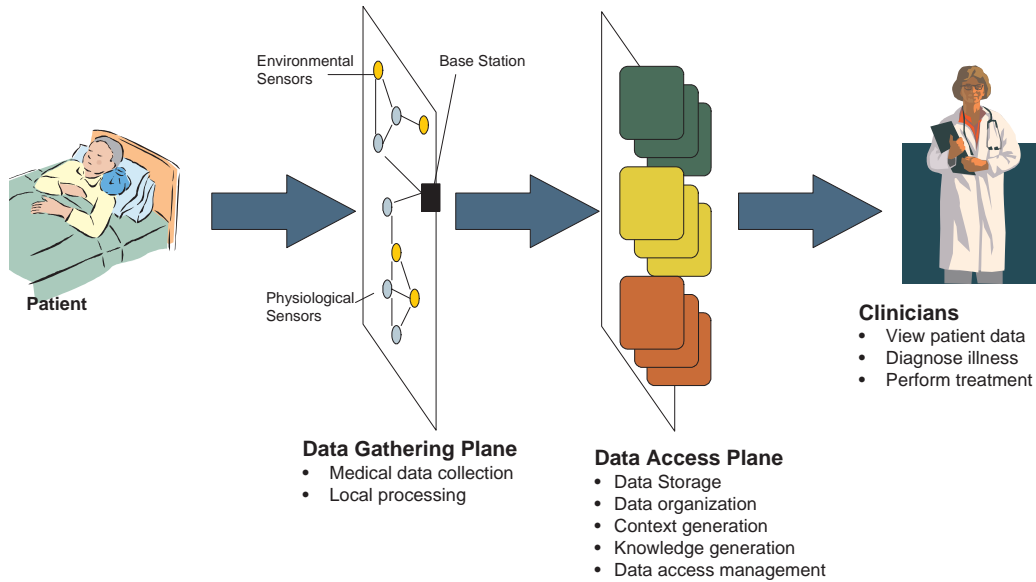 Environmental
Sensors
Base Station
Patient
Physiological
Sensors
Data Gathering Plane
• Medical data collection
• Local processing
Data Access Plane
• Data Storage
• Data organization
• Context generation
• Knowledge generation
• Data access management
Clinicians
• View patient data
• Diagnose illness
• Perform treatment